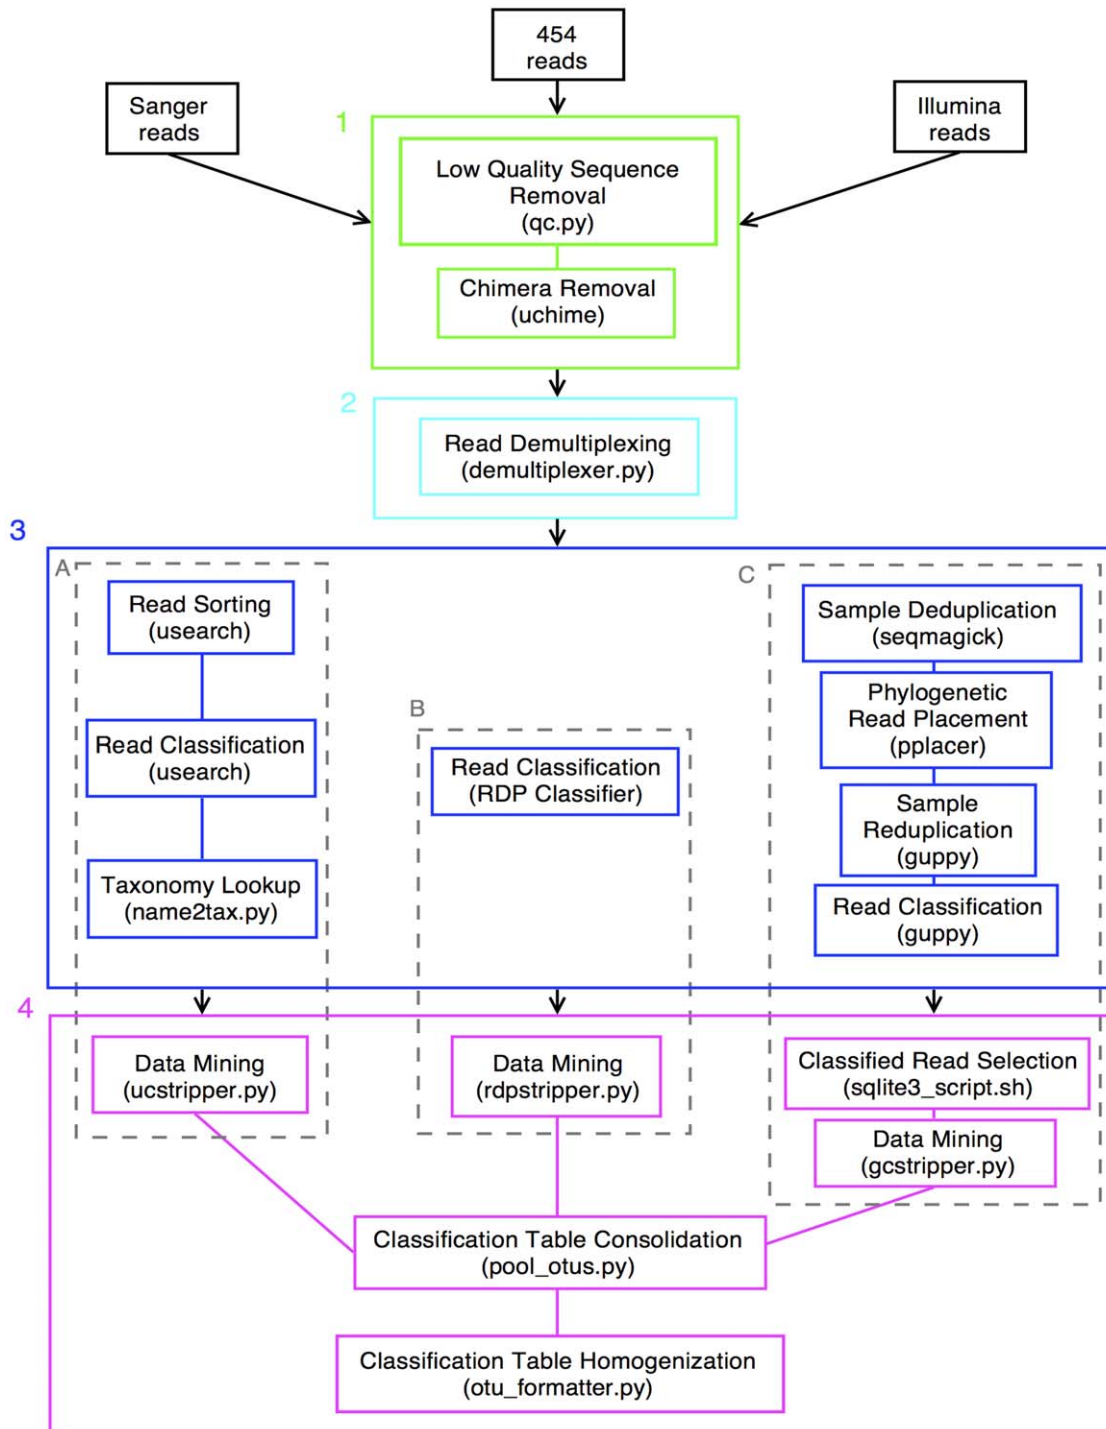 454
reads
Sanger
reads
Illumina
reads
1
Low Quality Sequence
Removal
(qc.py)
Chimera Removal
(uchime)
2
Read Demultiplexing
(demultiplexer.py)
3
A
Read Sorting
(usearch)
Read Classification
(usearch)
Taxonomy Lookup
(name2tax.py)
B
Read Classification
(RDP Classifier)
C
Sample Deduplication
(seqmagick)
Phylogenetic
Read Placement
(pplacer)
Sample
Reduplication
(guppy)
Read Classification
(guppy)
4
Data Mining
(ucstripper.py)
Data Mining
(rdpstripper.py)
Classified Read Selection
(sqlite3_script.sh)
Data Mining
(gcstripper.py)
Classification Table Consolidation
(pool_otus.py)
Classification Table Homogenization
(otu_formatter.py)